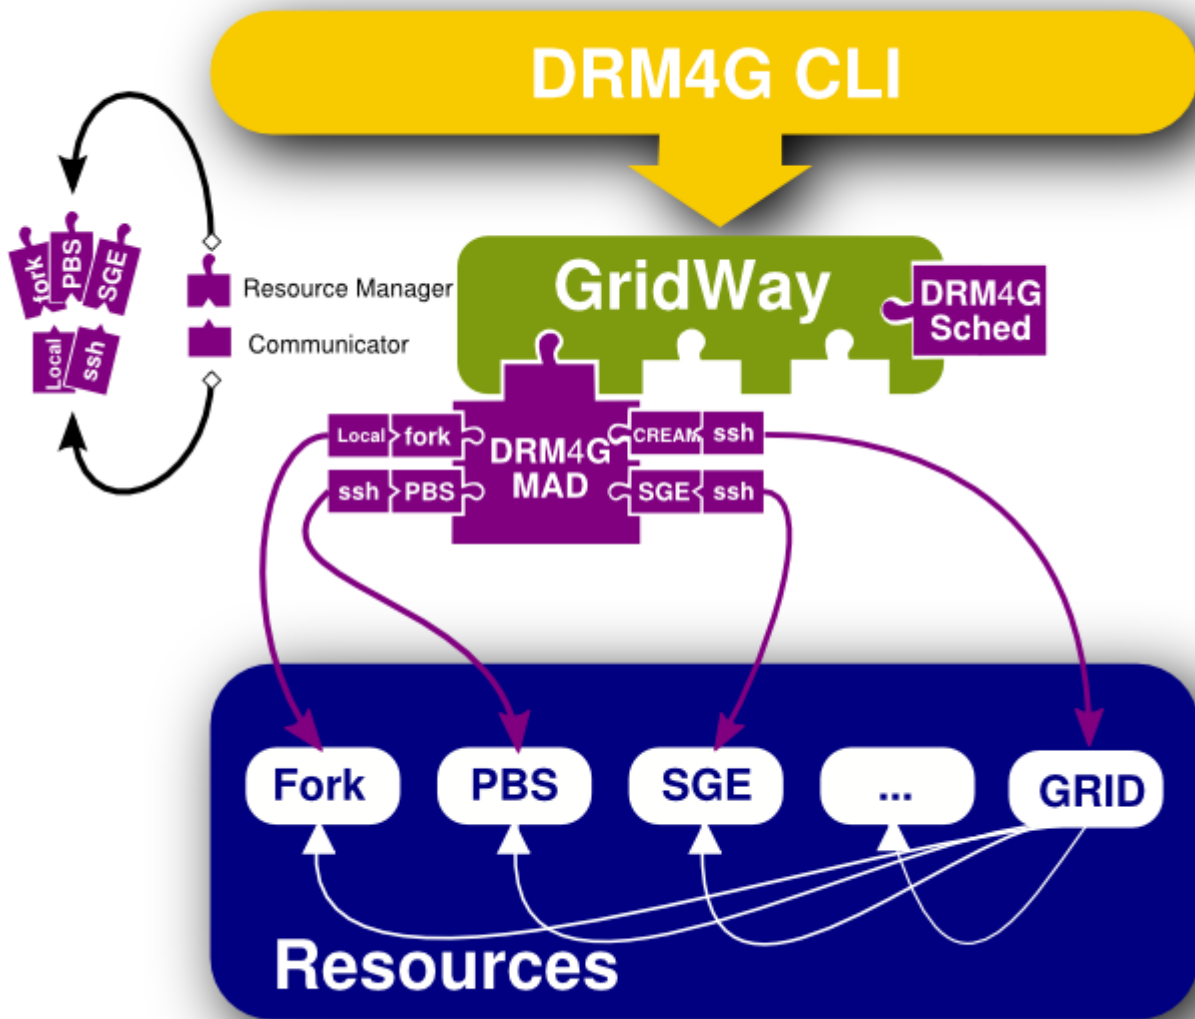 DRM4G CLI
fork
PBS
SGE
Local
ssh
Resource Manager
Communicator
GridWay
DRM4G
Sched
Local
fork
ssh
PBS
DRM4G
MAD
CREAM
ssh
SGE
ssh
Fork
PBS
SGE
...
GRID
Resources